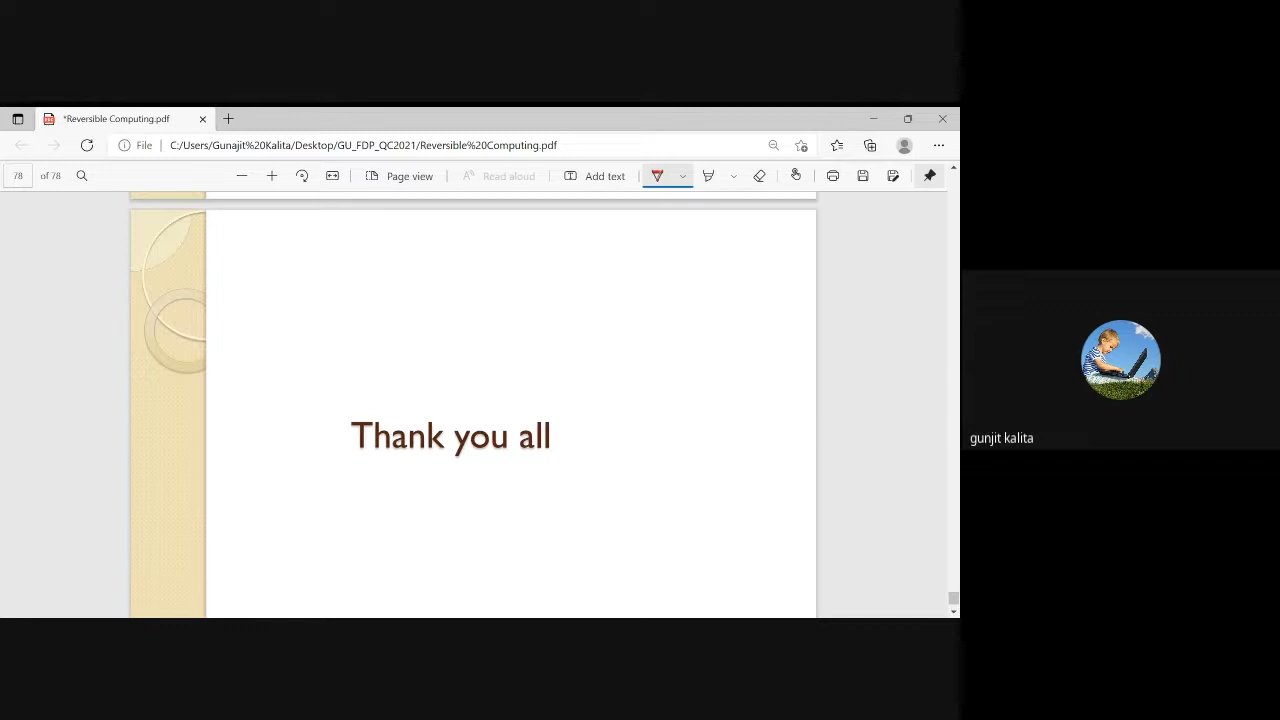 *Reversible Computing.pdf
File
C:/Users/Gunajit%20Kalita/Desktop/GU_FDP_QC2021/Reversible%20Computing.pdf
78 of 78
Page view
Read aloud
Add text
Thank you all
gunjit kalita